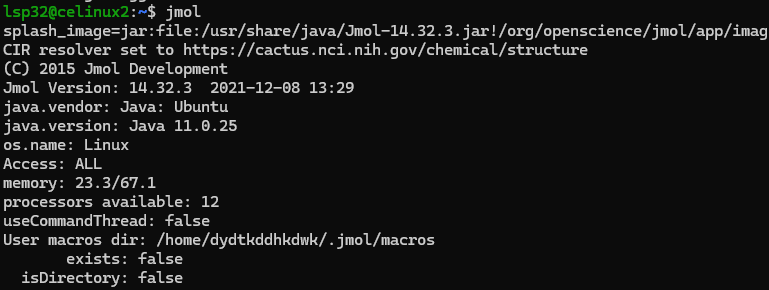 lsp32@celinux2:~$ jmol
splash_image=jar:file:/usr/share/java/Jmol-14.32.3.jar!/org/openscience/jmol/app/imag
CIR resolver set to https://cactus.nci.nih.gov/chemical/structure
(C) 2015 Jmol Development
Jmol Version: 14.32.3  2021-12-08 13:29
java.vendor: Java: Ubuntu
java.version: Java 11.0.25
os.name: Linux
Access: ALL
memory: 23.3/67.1
processors available: 12
useCommandThread: false
User macros dir: /home/dydtkddhkdwk/.jmol/macros
       exists: false
  isDirectory: false